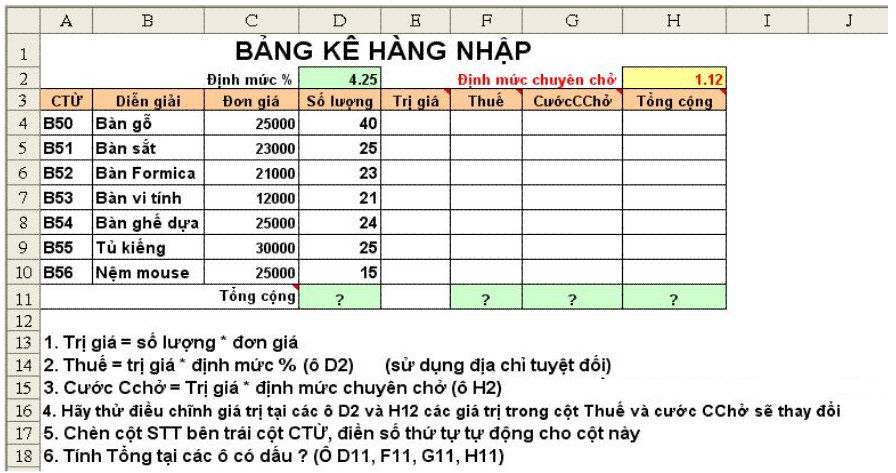 A B C D E F G H I J
1 BẢNG KÊ HÀNG NHẬP
2 Định mức % 4.25 Định mức chuyên chở 1.12
3 CTỪ Diễn giải Đơn giá Số lượng Trị giá Thuế CướcCChở Tổng cộng
4 B50 Bàn gỗ 25000 40
5 B51 Bàn sắt 23000 25
6 B52 Bàn Formica 21000 23
7 B53 Bàn vi tính 12000 21
8 B54 Bàn ghế dựa 25000 24
9 B55 Tủ kiếng 30000 25
10 B56 Nệm mouse 25000 15
11 Tổng cộng ? ? ? ?
12
13 1. Trị giá = số lượng * đơn giá
14 2. Thuế = trị giá * định mức % (ô D2) (sử dụng địa chỉ tuyệt đối)
15 3. Cước Cchở = Trị giá * định mức chuyên chở (ô H2)
16 4. Hãy thử điều chĩnh giá trị tại các ô D2 và H12 các giá trị trong cột Thuế và cước CChở sẽ thay đổi
17 5. Chèn cột STT bên trái cột CTỪ, điền số thứ tự tự động cho cột này
18 6. Tính Tổng tại các ô có dấu ? (Ô D11, F11, G11, H11)